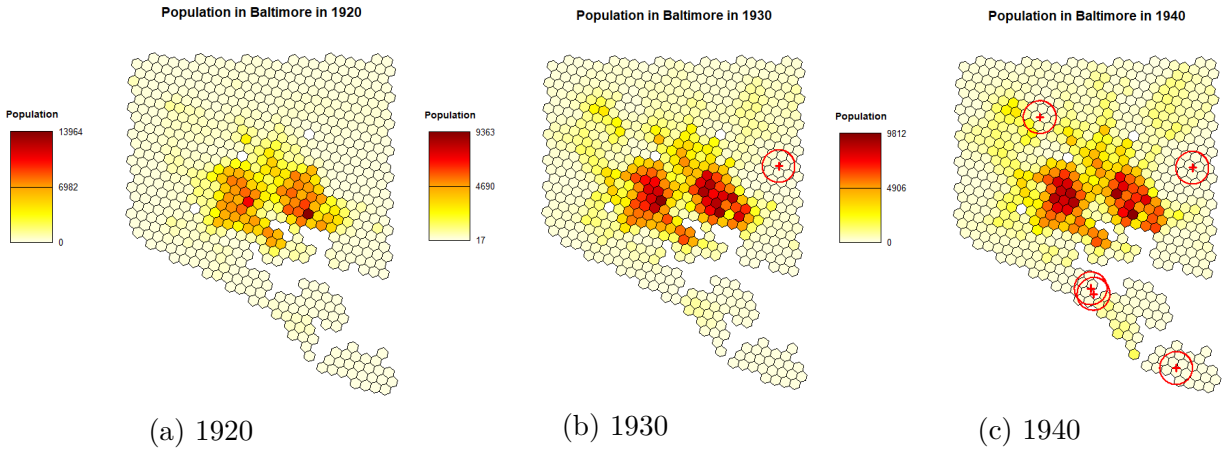 Population in Baltimore in 1920
Population
13964
6982
0
(a) 1920
Population in Baltimore in 1930
Population
9363
4690
17
(b) 1930
Population in Baltimore in 1940
Population
9812
4906
0
(c) 1940